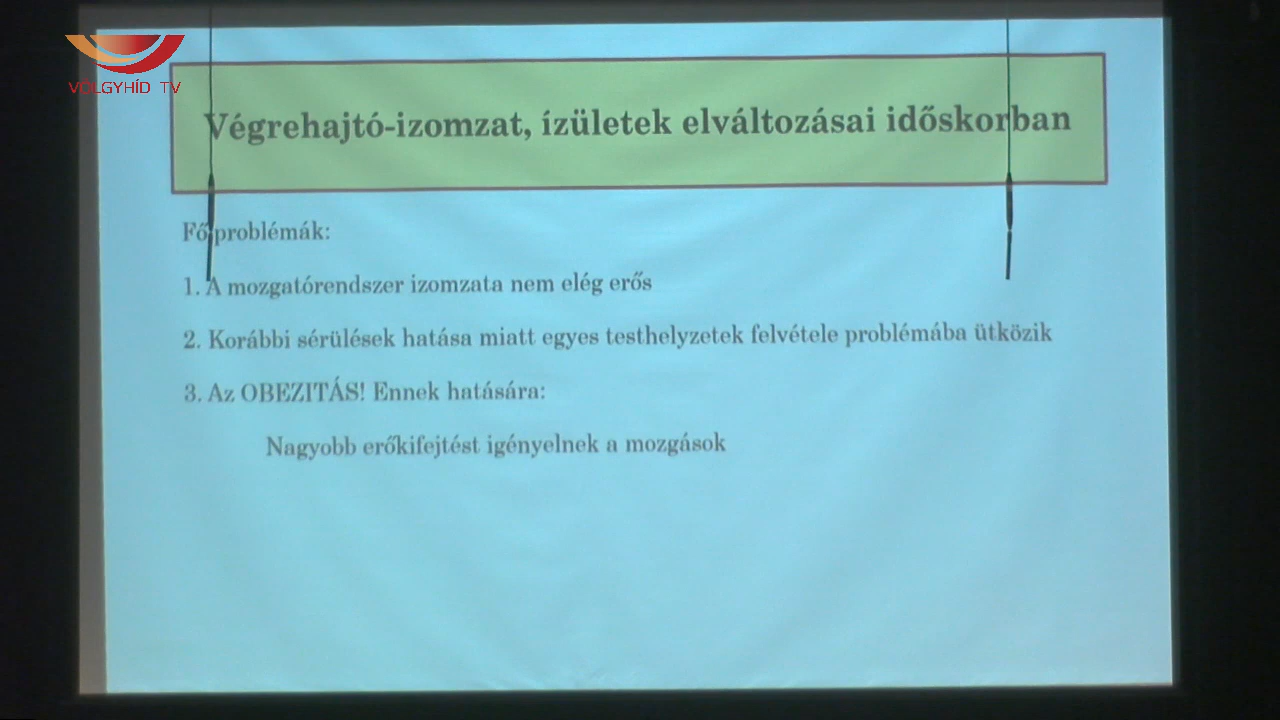 VÖLGYHÍD TV
Végrehajtó-izomzat, ízületek elváltozásai időskorban
Fő problémák:
1. A mozgatórendszer izomzata nem elég erős
2. Korábbi sérülések hatása miatt egyes testhelyzetek felvétele problémába ütközik
3. Az OBEZITÁS! Ennek hatására:
Nagyobb erőkifejtést igényelnek a mozgások